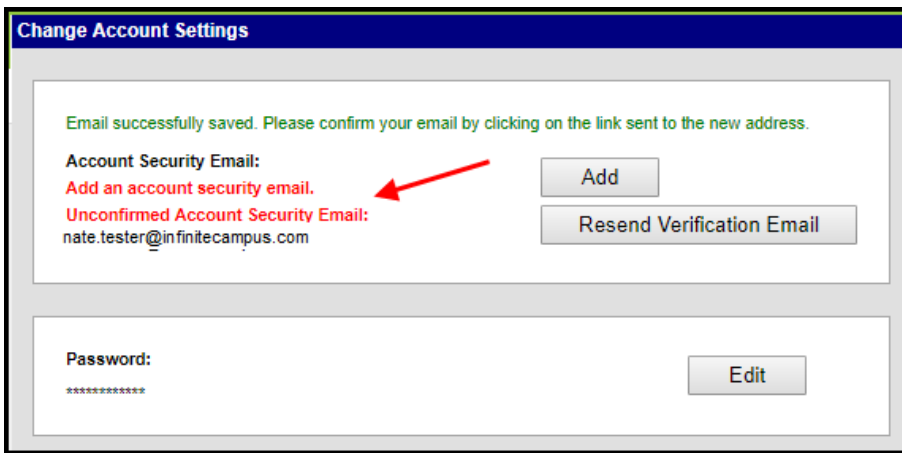 Change Account Settings
Email successfully saved. Please confirm your email by clicking on the link sent to the new address.
Account Security Email:
Add an account security email.
Add
Unconfirmed Account Security Email:
nate.tester@infinitecampus.com
Resend Verification Email
Password:
************
Edit